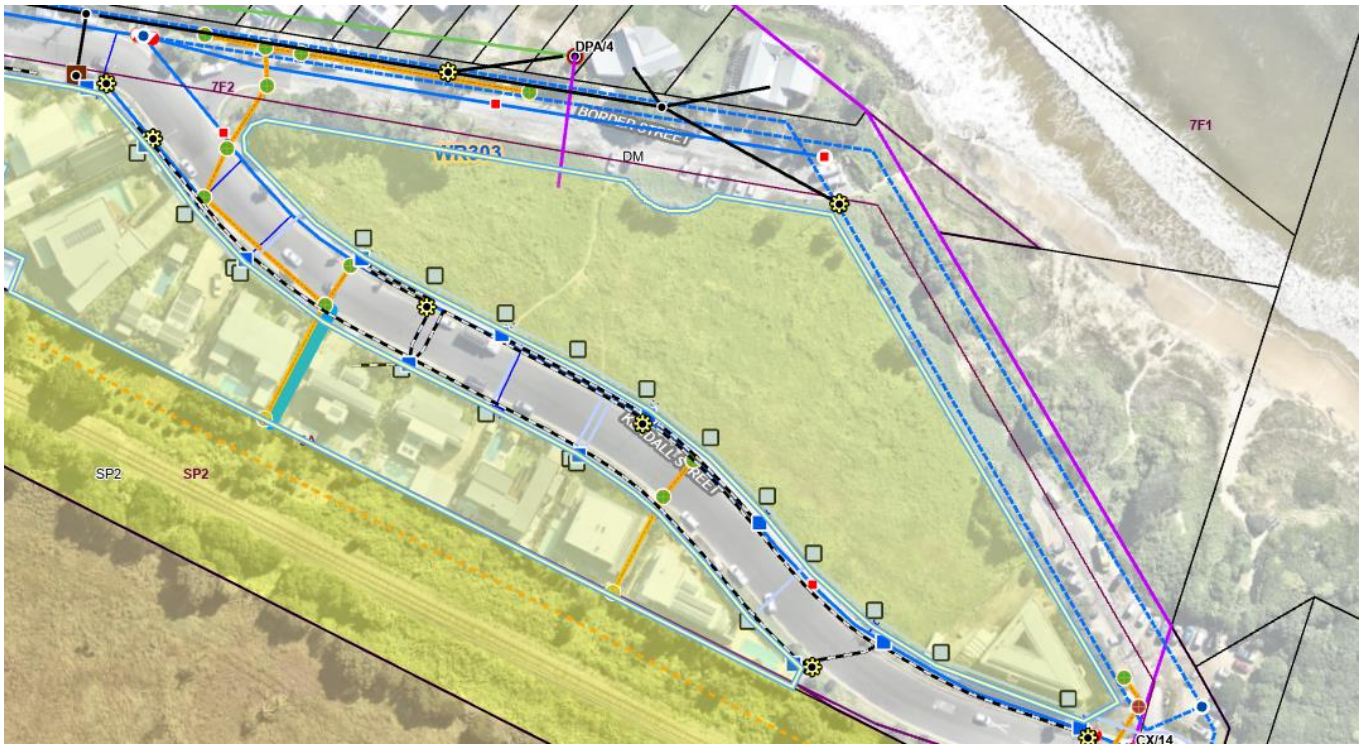 DPA/4
7F2
BORDER STREET
7F1
WR303
DM
KENDALL STREET
SP2
SP2
CX/14